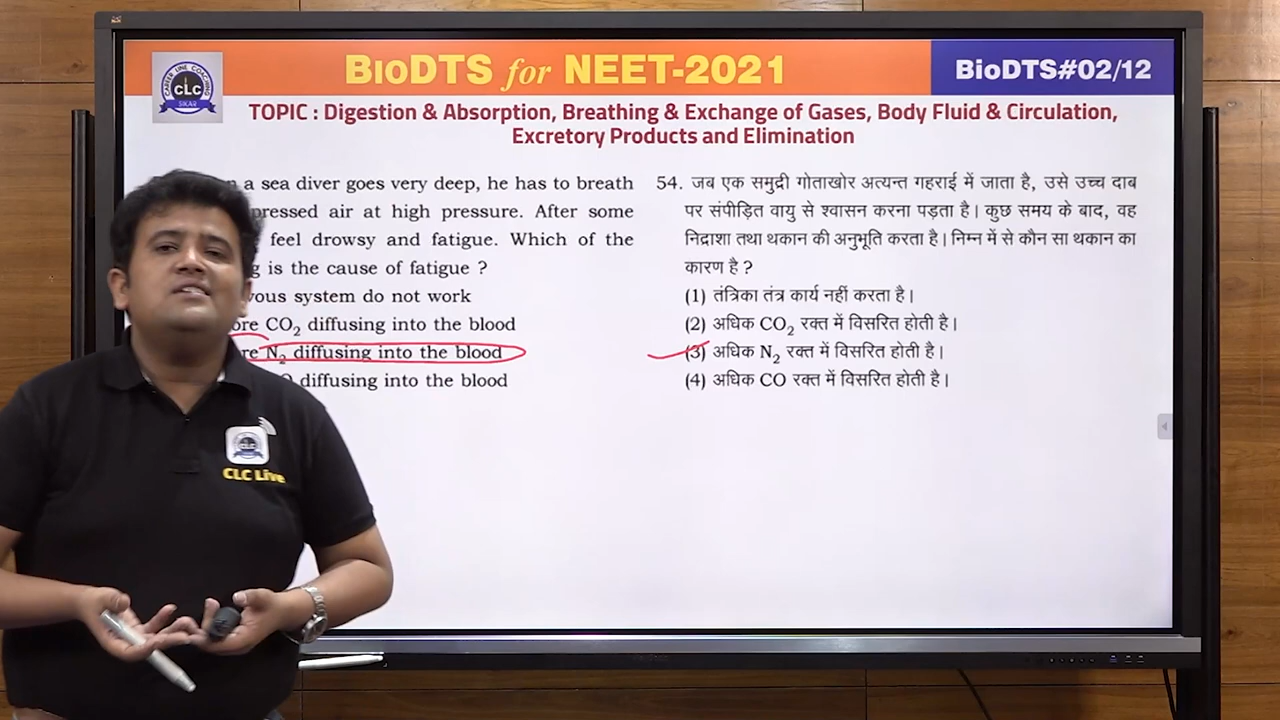 BIODTS for NEET-2021
BIODTS#02/12
CAREER LINE COACHING
CLC
SIKAR
TOPIC : Digestion & Absorption, Breathing & Exchange of Gases, Body Fluid & Circulation,
Excretory Products and Elimination
a sea diver goes very deep, he has to breath
air at high pressure. After some
feel drowsy and fatigue. Which of the
is the cause of fatigue ?
system do not work
CO₂ diffusing into the blood
N₂ diffusing into the blood
diffusing into the blood
54. जब एक समुद्री गोताखोर अत्यन्त गहराई में जाता है, उसे उच्च दाब
पर संपीड़ित वायु से श्वासन करना पड़ता है। कुछ समय के बाद, वह
निद्राशा तथा थकान की अनुभूति करता है। निम्न में से कौन सा थकान का
कारण है ?
(1) तंत्रिका तंत्र कार्य नहीं करता है।
(2) अधिक CO₂ रक्त में विसरित होती है।
(3) अधिक N₂ रक्त में विसरित होती है।
(4) अधिक CO रक्त में विसरित होती है।
CLC
CLC Live